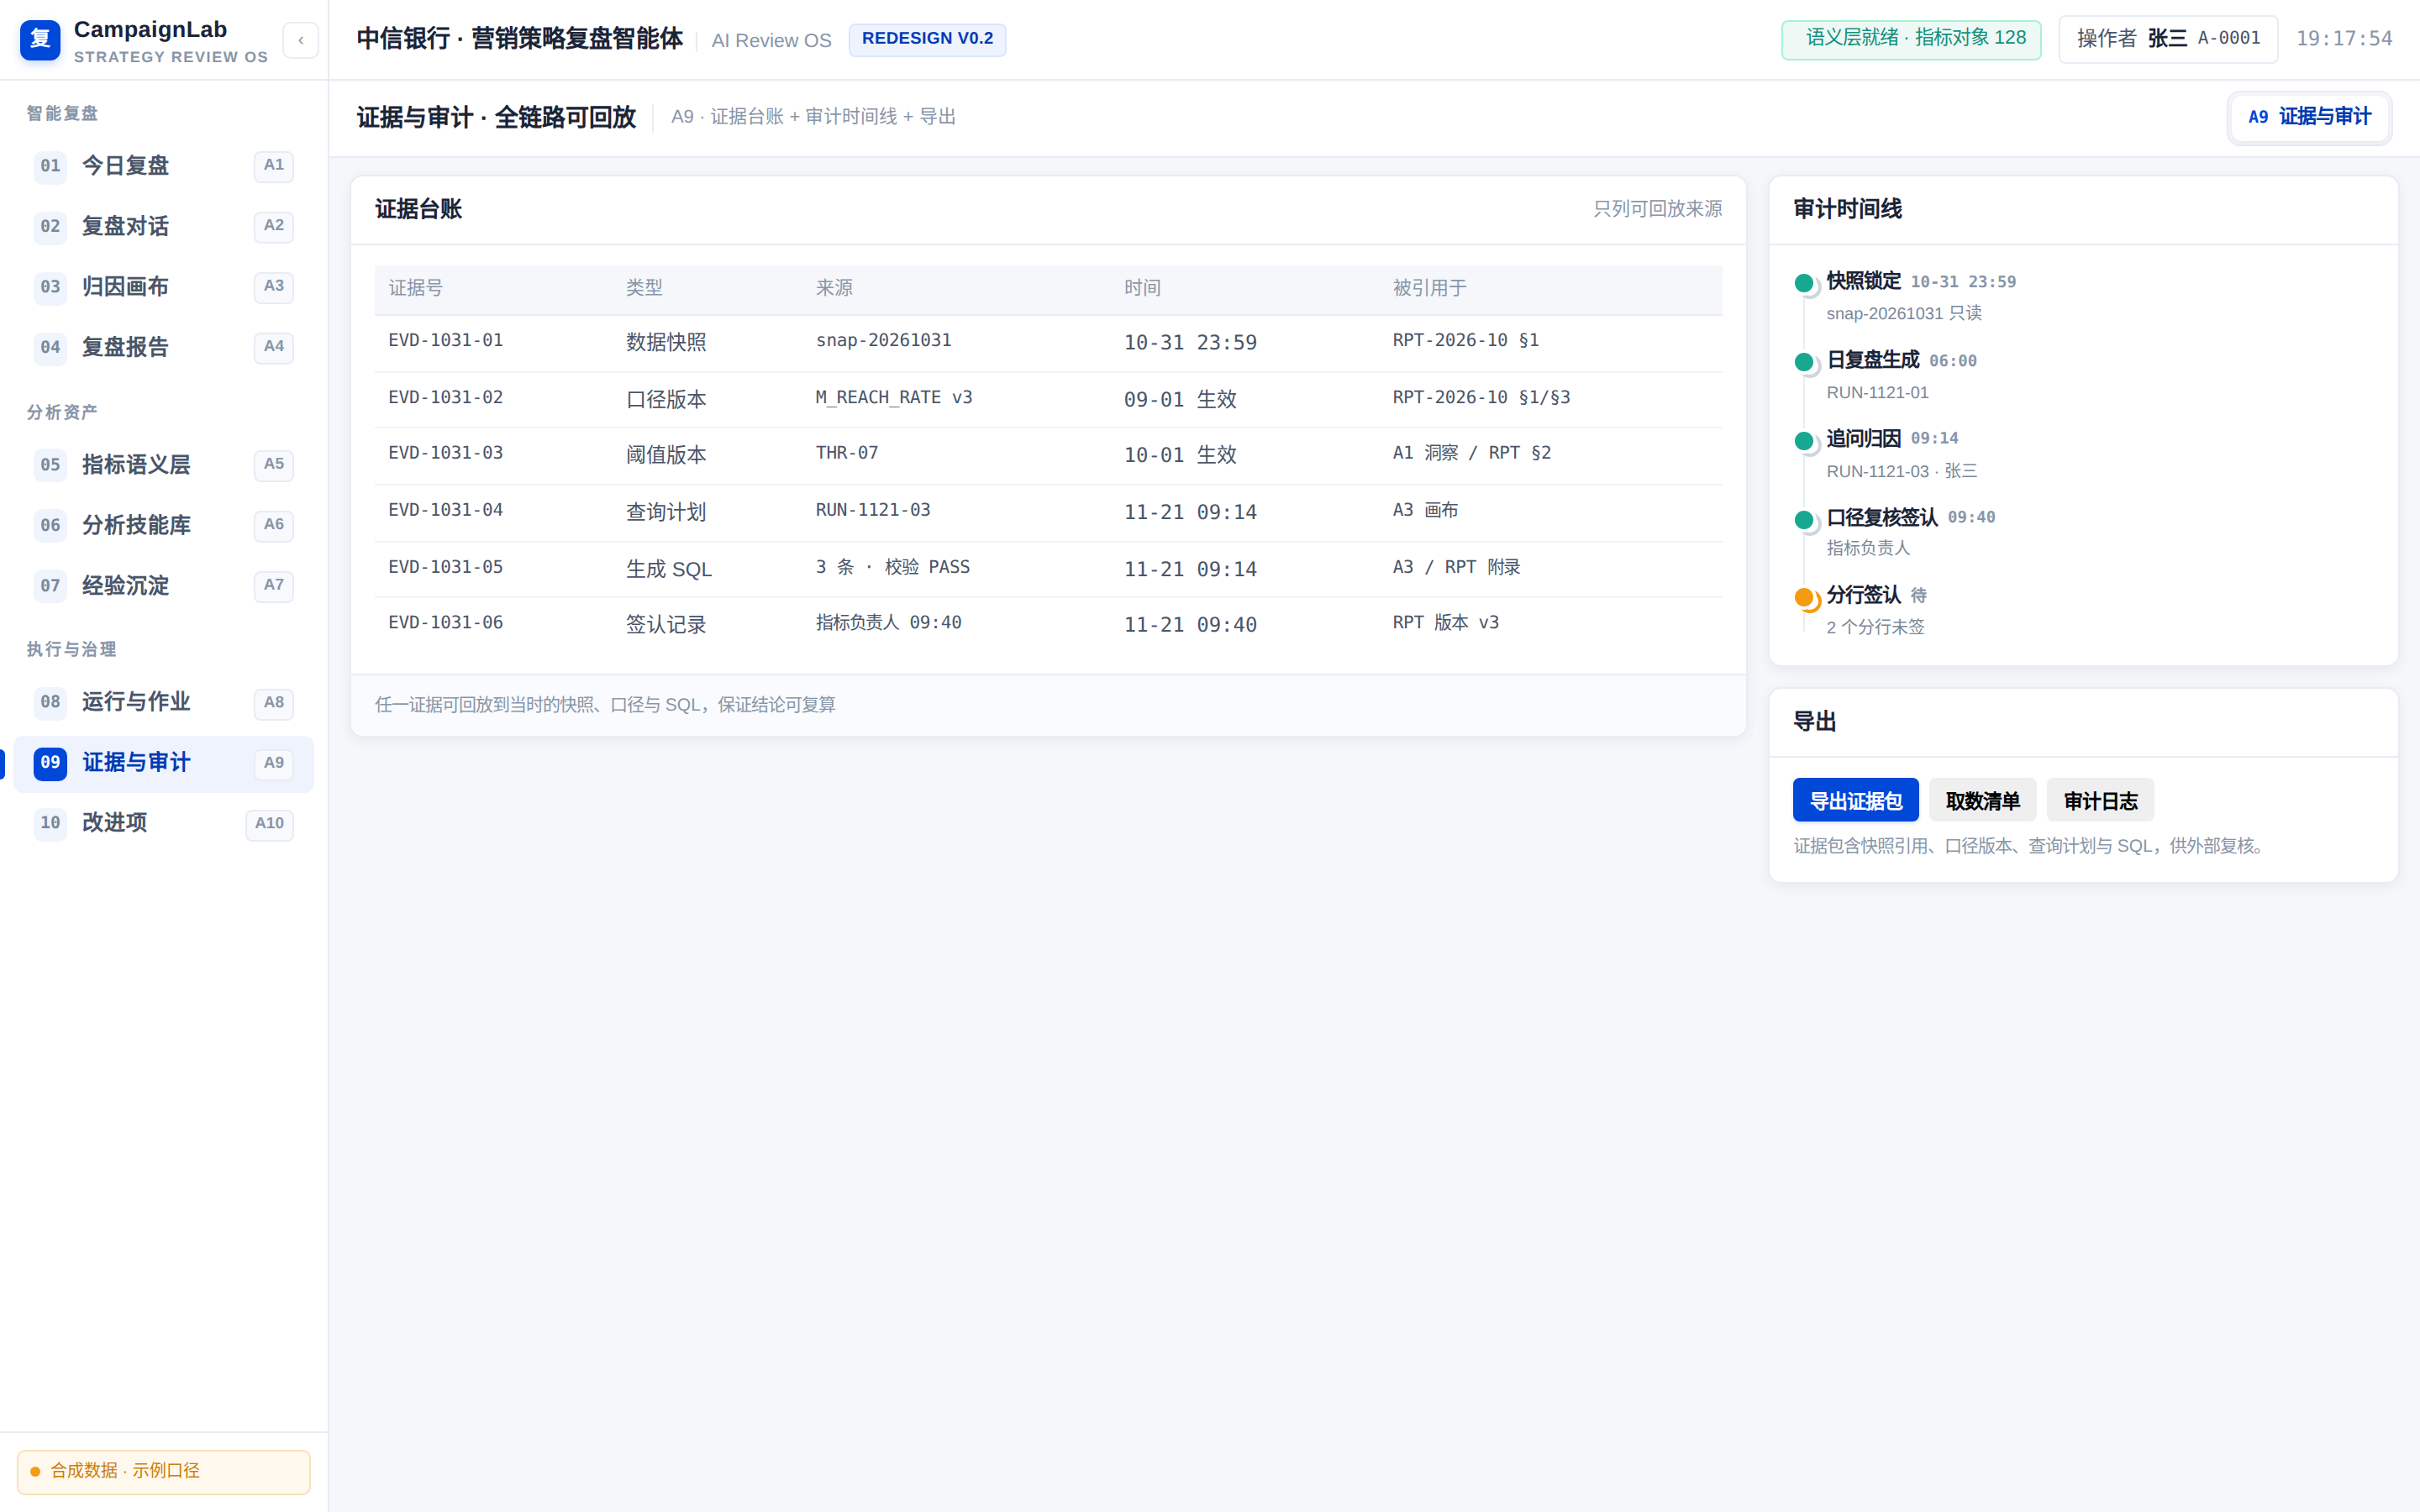 复
CampaignLab
STRATEGY REVIEW OS
‹
智能复盘
01 今日复盘 A1
02 复盘对话 A2
03 归因画布 A3
04 复盘报告 A4
分析资产
05 指标语义层 A5
06 分析技能库 A6
07 经验沉淀 A7
执行与治理
08 运行与作业 A8
09 证据与审计 A9
10 改进项 A10
合成数据 · 示例口径
中信银行 · 营销策略复盘智能体 AI Review OS REDESIGN V0.2
语义层就绪 · 指标对象 128
操作者 张三 A-0001
19:17:54
证据与审计 · 全链路可回放 A9 · 证据台账 + 审计时间线 + 导出
A9 证据与审计
证据台账 只列可回放来源
证据号 类型 来源 时间 被引用于
EVD-1031-01 数据快照 snap-20261031 10-31 23:59 RPT-2026-10 §1
EVD-1031-02 口径版本 M_REACH_RATE v3 09-01 生效 RPT-2026-10 §1/§3
EVD-1031-03 阈值版本 THR-07 10-01 生效 A1 洞察 / RPT §2
EVD-1031-04 查询计划 RUN-1121-03 11-21 09:14 A3 画布
EVD-1031-05 生成 SQL 3 条 · 校验 PASS 11-21 09:14 A3 / RPT 附录
EVD-1031-06 签认记录 指标负责人 09:40 11-21 09:40 RPT 版本 v3
任一证据可回放到当时的快照、口径与 SQL，保证结论可复算
审计时间线
快照锁定 10-31 23:59
snap-20261031 只读
日复盘生成 06:00
RUN-1121-01
追问归因 09:14
RUN-1121-03 · 张三
口径复核签认 09:40
指标负责人
分行签认 待
2 个分行未签
导出
导出证据包 取数清单 审计日志
证据包含快照引用、口径版本、查询计划与 SQL，供外部复核。